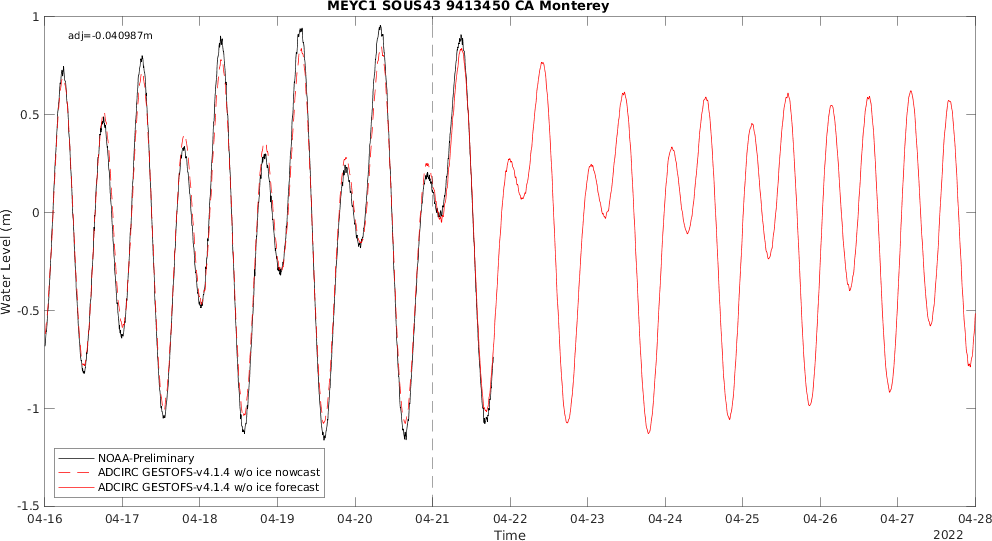 MEYC1 SOUS43 9413450 CA Monterey
adj=-0.040987m
1
0.5
0
-0.5
-1
-1.5
Water Level (m)
NOAA-Preliminary
ADCIRC GESTOFS-v4.1.4 w/o ice nowcast
ADCIRC GESTOFS-v4.1.4 w/o ice forecast
04-16 04-17 04-18 04-19 04-20 04-21 04-22 04-23 04-24 04-25 04-26 04-27 04-28
Time
2022